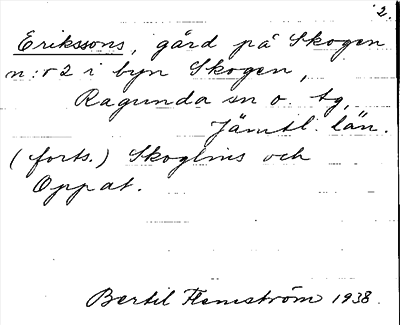 2.
Erikssons, gård på Skogen
n:r 2 i byn Skogen,
Ragunda sn o. tg,
Jämtl. län.
(forts.) Skoglins och
Oppat.
Bertil Flemström 1938.